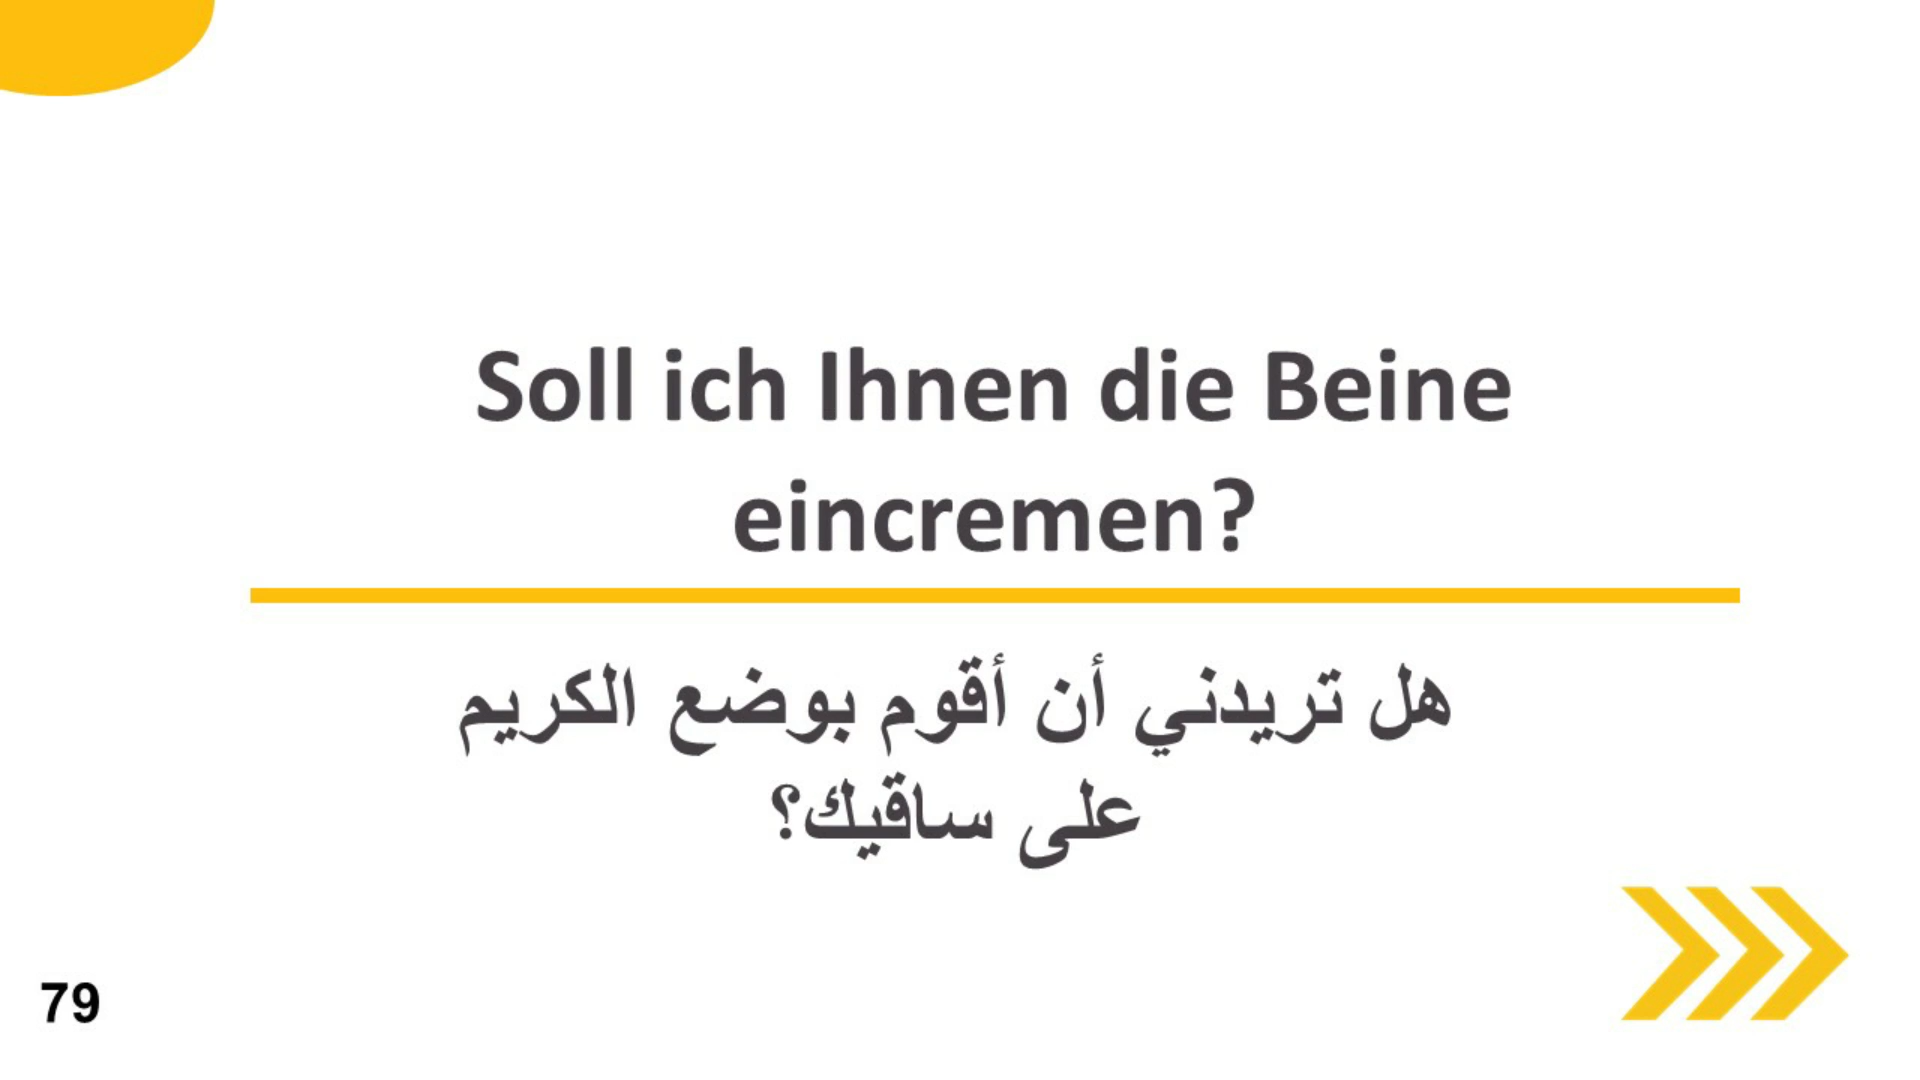 Soll ich Ihnen die Beine
eincremen?
هل تريدني أن أقوم بوضع الكريم
على ساقيك؟
79